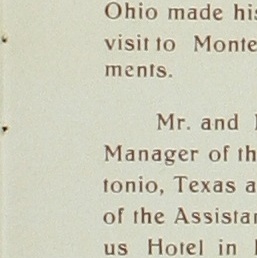 Ohio made his
visit to Monte
ments.
Mr. and
Manager of th
tonio, Texas a
of the Assistan
us Hotel in